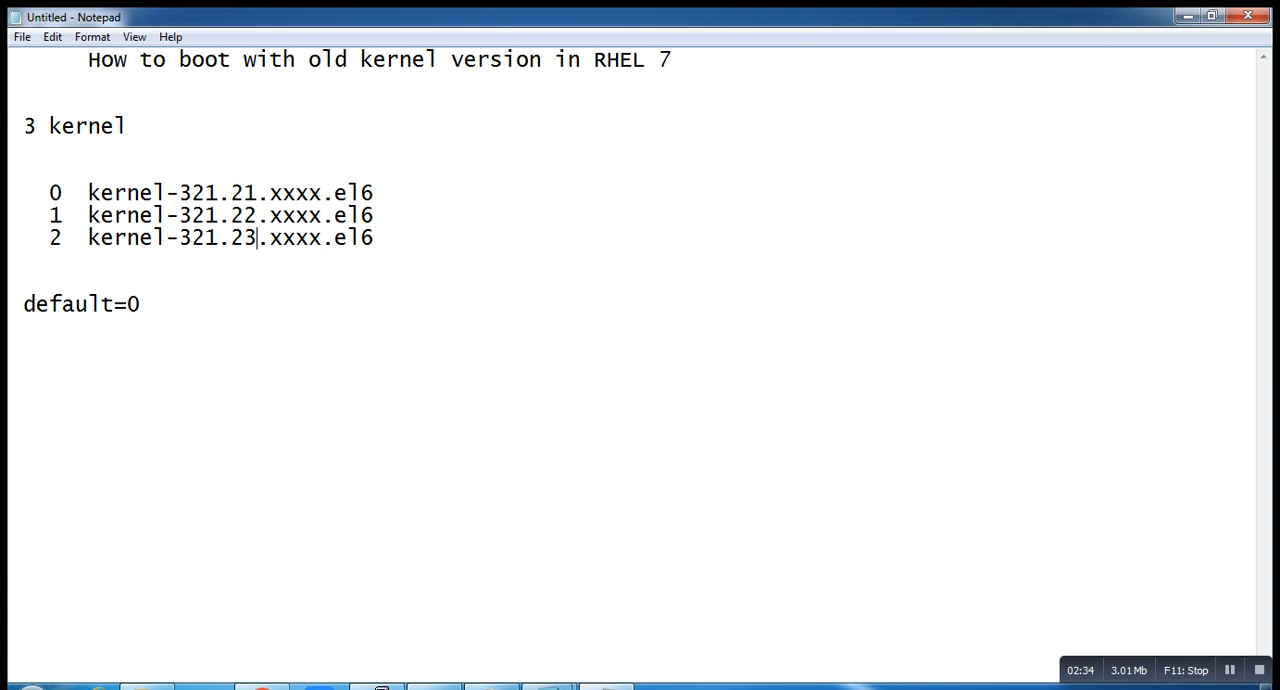 Untitled - Notepad
File Edit Format View Help
How to boot with old kernel version in RHEL 7
3 kernel
0 kernel-321.21.xxxx.el6
1 kernel-321.22.xxxx.el6
2 kernel-321.23.xxxx.el6
default=0
02:34 3.01 Mb F11: Stop